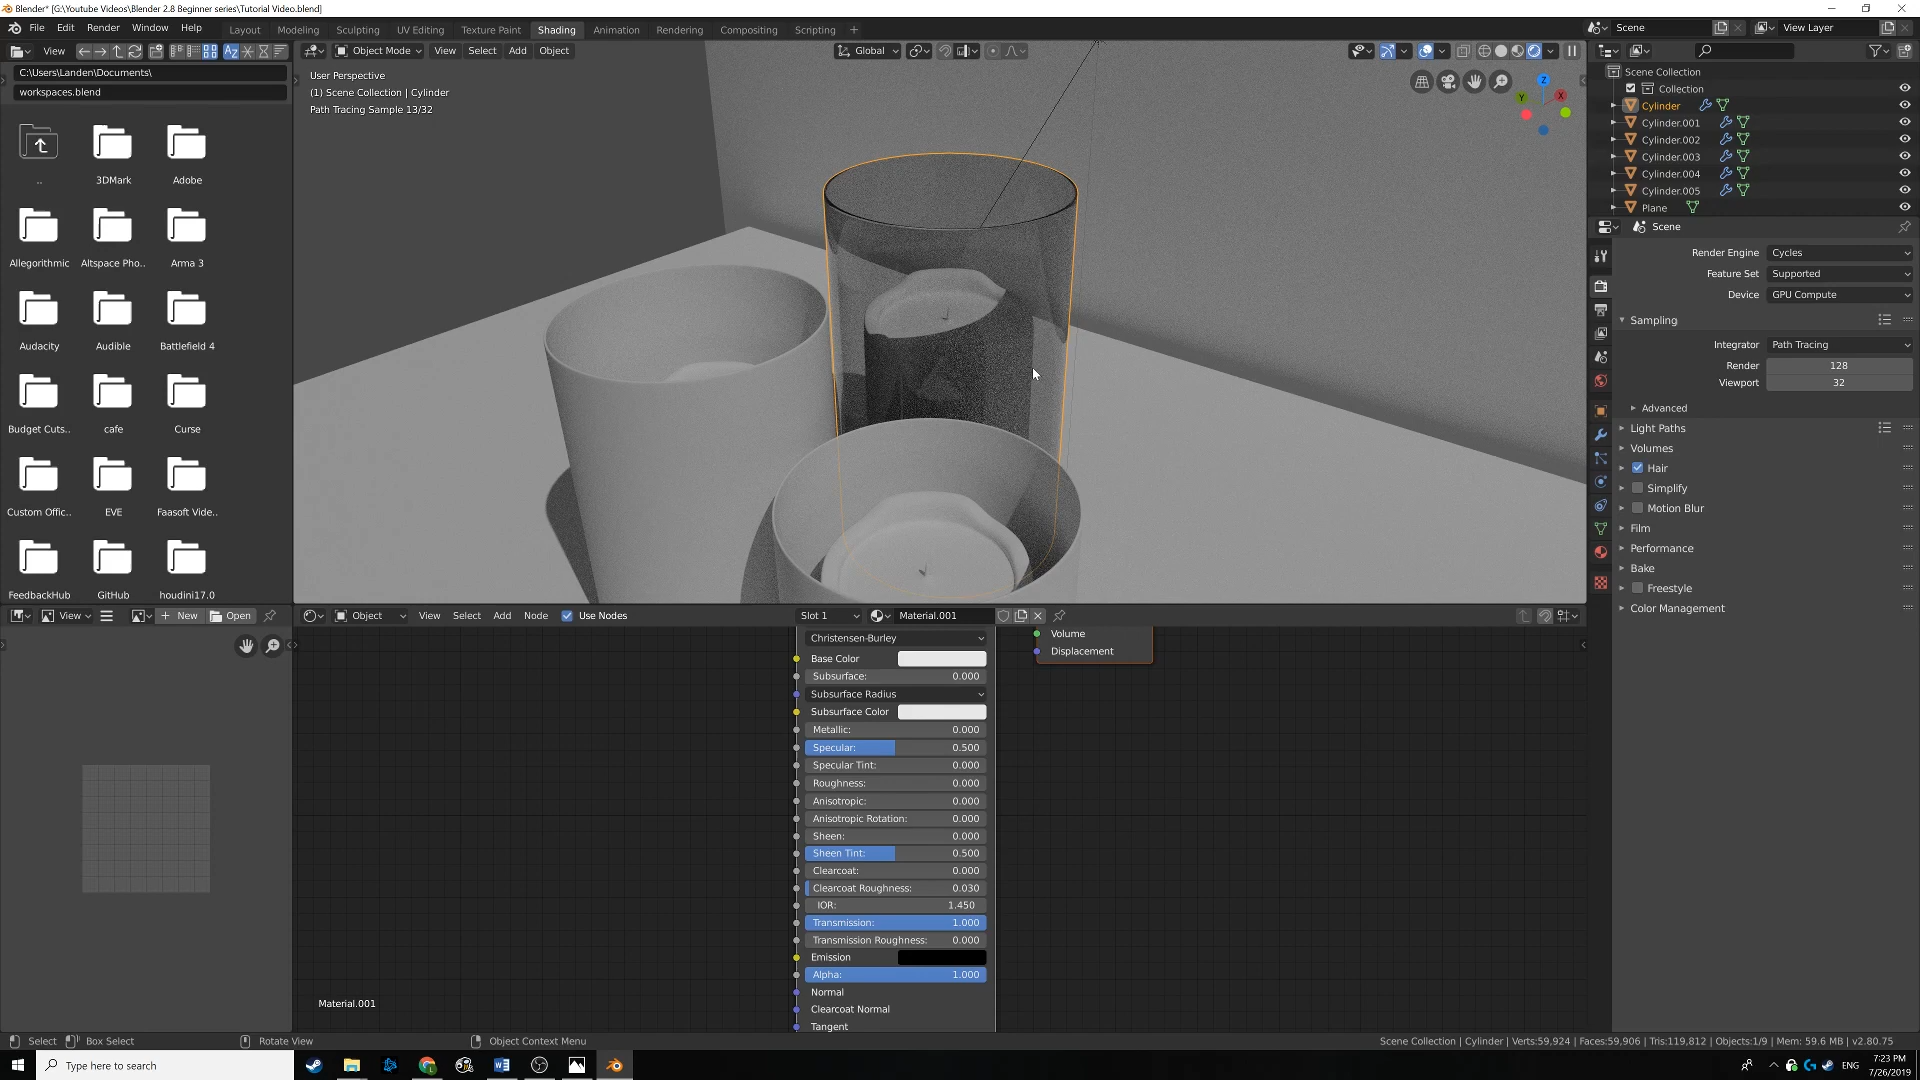 Blender* [G:\Youtube Videos\Blender 2.8 Beginner series\Tutorial Video.blend]
File Edit Render Window Help
Layout Modeling Sculpting UV Editing Texture Paint Shading Animation Rendering Compositing Scripting +
Scene
View Layer
View
Object Mode View Select Add Object
Global
C:\Users\Landen\Documents\
workspaces.blend
..
3DMark
Adobe
Allegorithmic
Altspace Pho..
Arma 3
Audacity
Audible
Battlefield 4
Budget Cuts..
cafe
Curse
Custom Offic..
EVE
Faasoft Vide..
FeedbackHub
GitHub
houdini17.0
User Perspective
(1) Scene Collection | Cylinder
Path Tracing Sample 13/32
Z
Y
X
Scene Collection
Collection
Cylinder
Cylinder.001
Cylinder.002
Cylinder.003
Cylinder.004
Cylinder.005
Plane
Scene
Render Engine Cycles
Feature Set Supported
Device GPU Compute
Sampling
Integrator Path Tracing
Render 128
Viewport 32
Advanced
Light Paths
Volumes
Hair
Simplify
Motion Blur
Film
Performance
Bake
Freestyle
Color Management
View + New Open
Object View Select Add Node Use Nodes
Slot 1 Material.001
Christensen-Burley
Base Color
Subsurface: 0.000
Subsurface Radius
Subsurface Color
Metallic: 0.000
Specular: 0.500
Specular Tint: 0.000
Roughness: 0.000
Anisotropic: 0.000
Anisotropic Rotation: 0.000
Sheen: 0.000
Sheen Tint: 0.500
Clearcoat: 0.000
Clearcoat Roughness: 0.030
IOR: 1.450
Transmission: 1.000
Transmission Roughness: 0.000
Emission
Alpha: 1.000
Normal
Clearcoat Normal
Tangent
Volume
Displacement
Material.001
Select Box Select Rotate View Object Context Menu
Scene Collection | Cylinder | Verts:59,924 | Faces:59,906 | Tris:119,812 | Objects:1/9 | Mem: 59.6 MB | v2.80.75
Type here to search
ENG
7:23 PM
7/26/2019